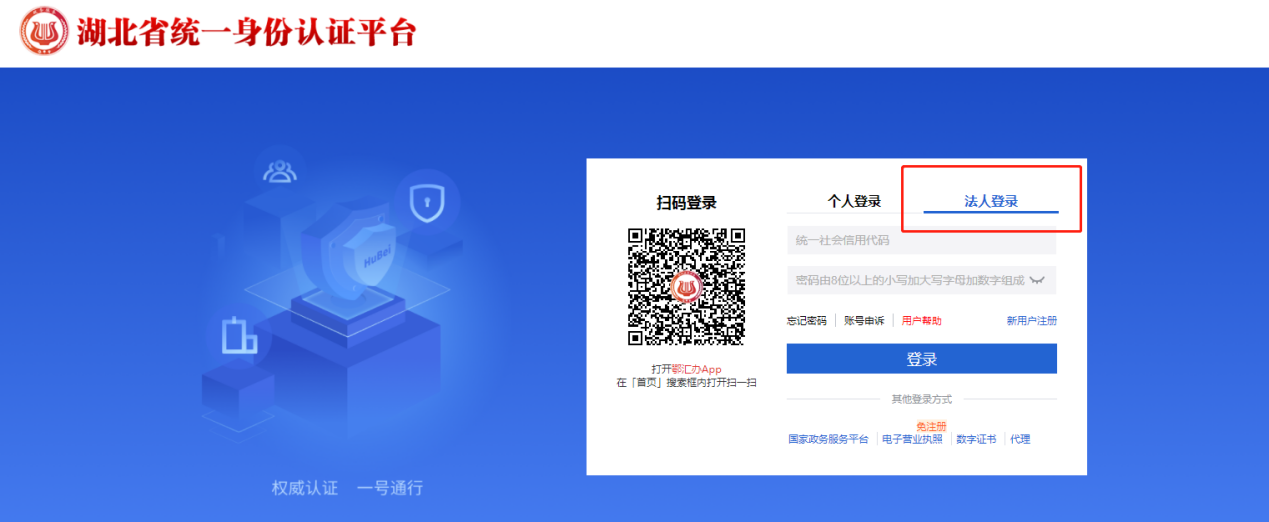 湖北省统一身份认证平台
HuBei
权威认证 一号通行
扫码登录
打开鄂汇办App
在「首页」搜索框内打开扫一扫
个人登录 法人登录
统一社会信用代码
密码由8位以上的小写加大写字母加数字组成
忘记密码 账号申诉 用户帮助 新用户注册
登录
其他登录方式
免注册
国家政务服务平台 电子营业执照 数字证书 代理